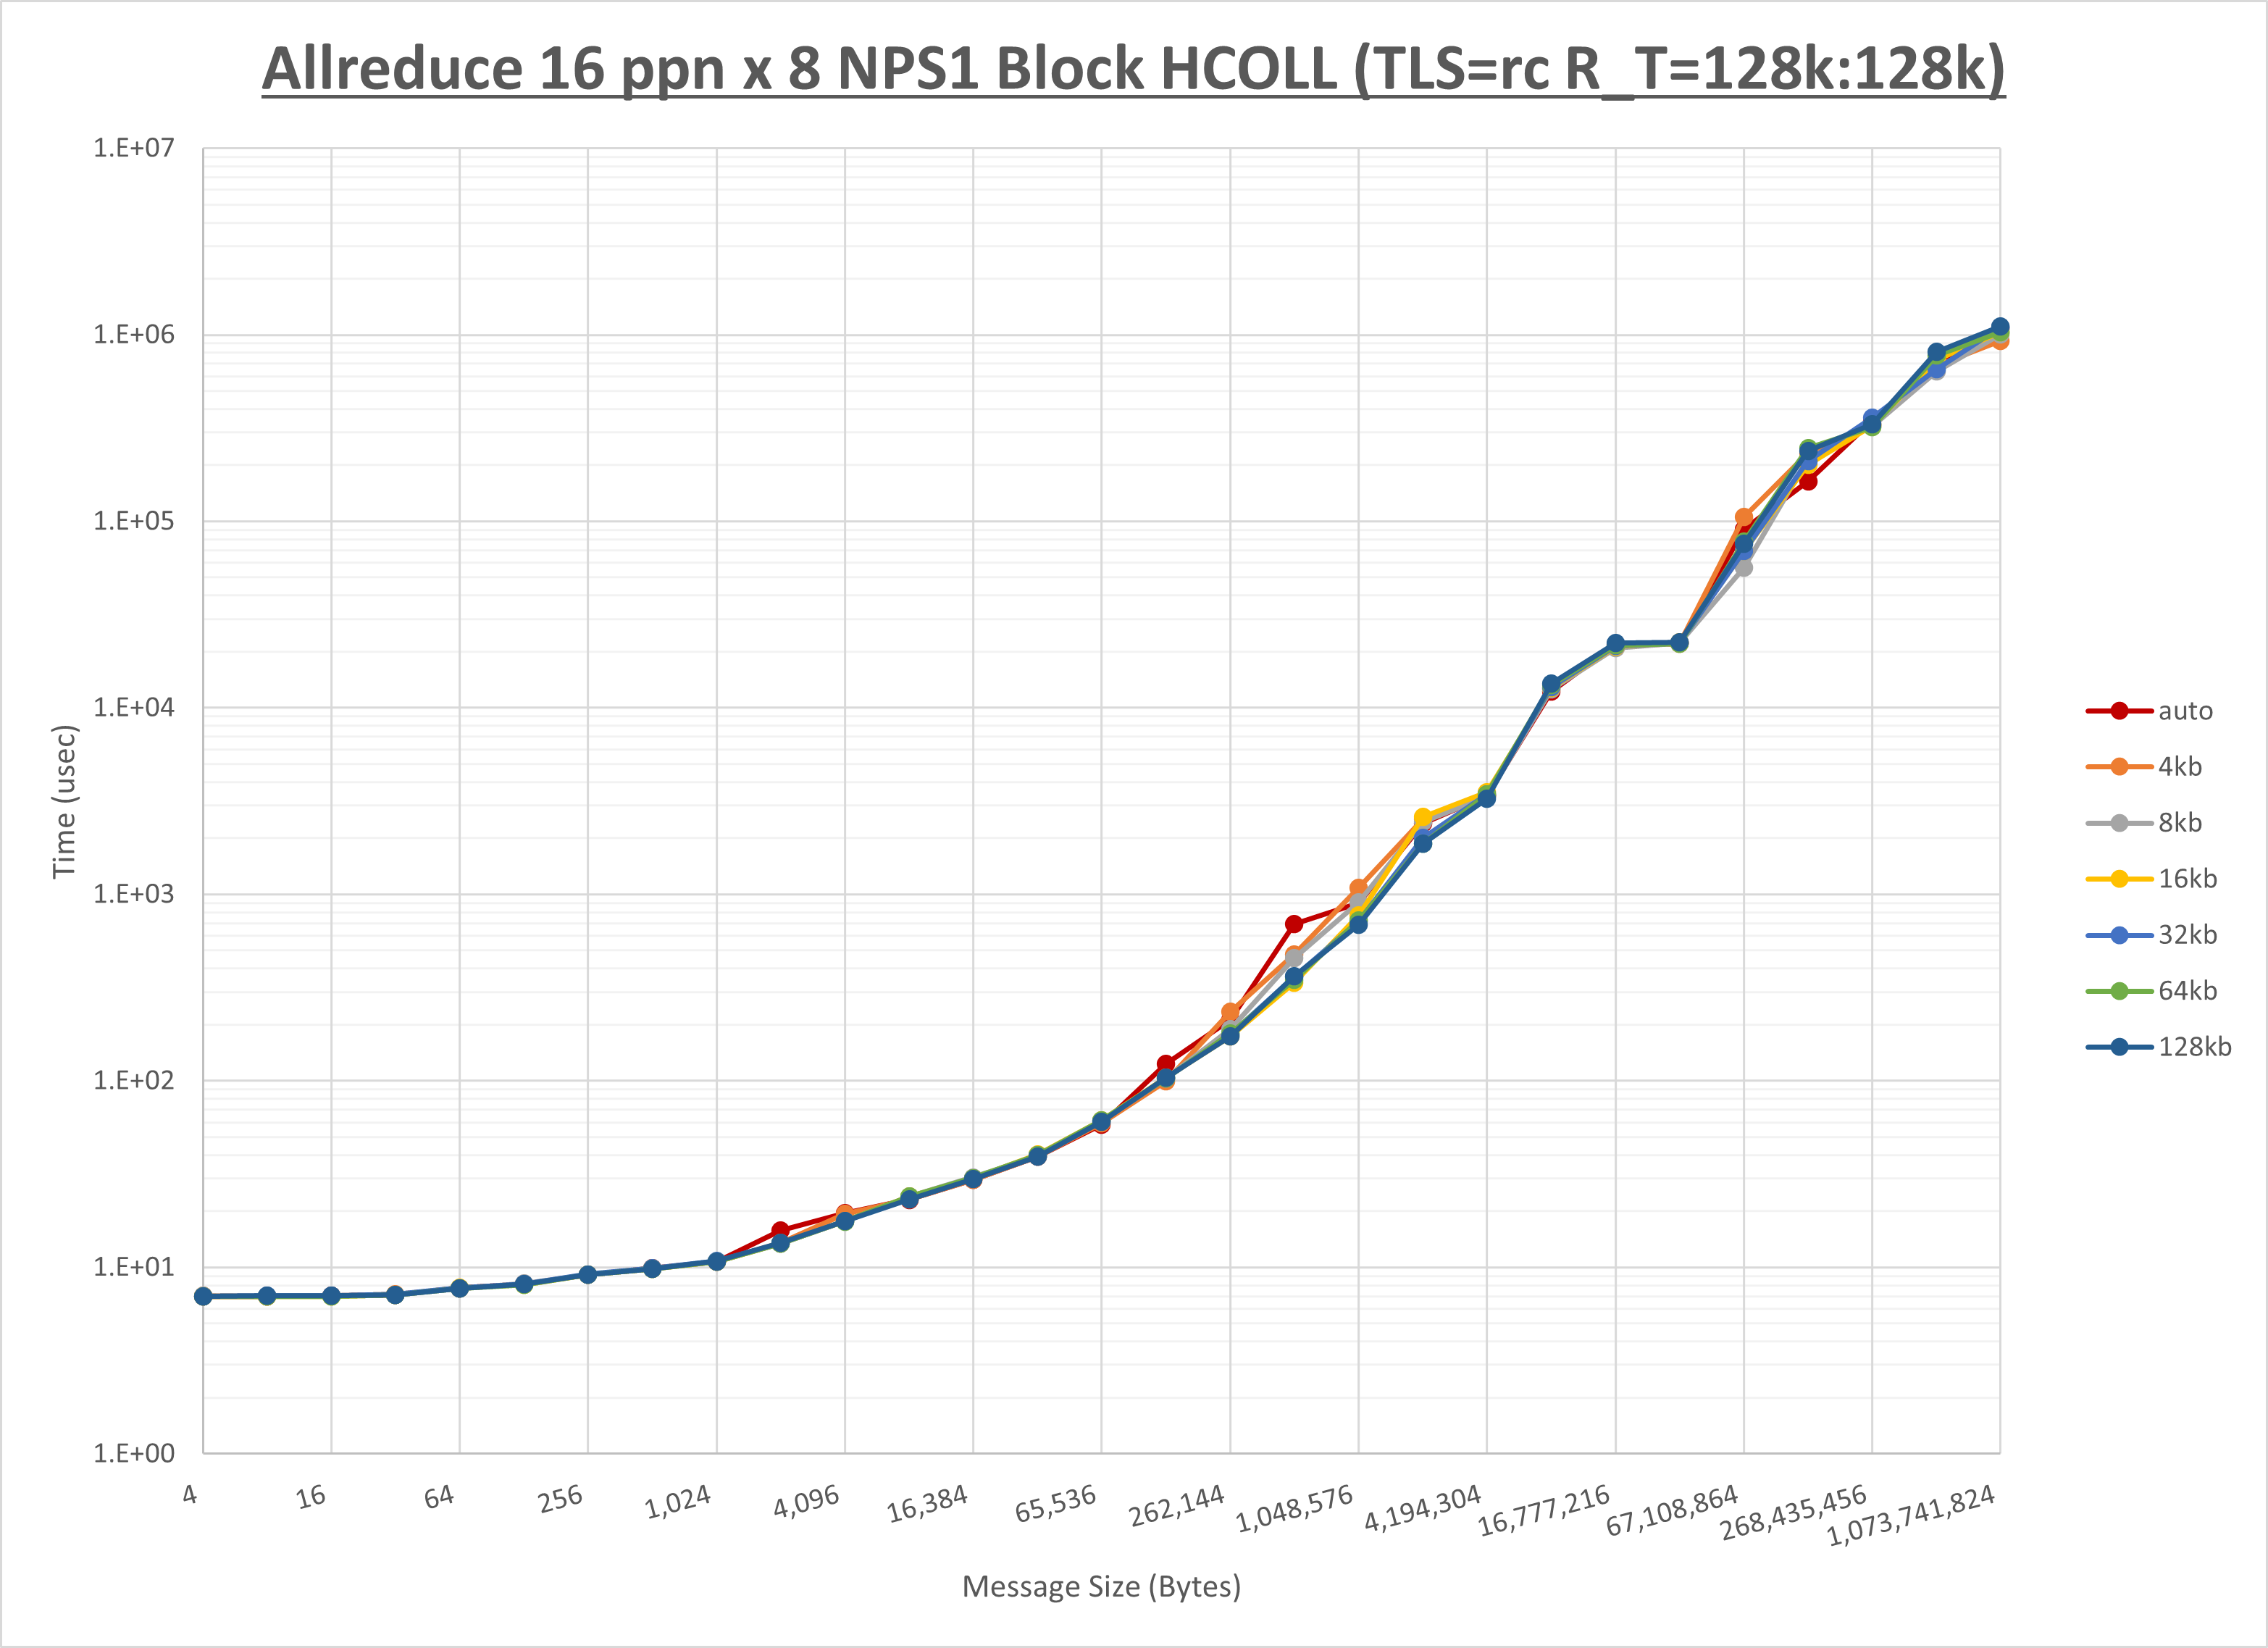 Allreduce 16 ppn x 8 NPS1 Block HCOLL (TLS=rc R_T=128k:128k)
1.E+07
1.E+06
1.E+05
1.E+04
1.E+03
1.E+02
1.E+01
1.E+00
Time (usec)
4
16
64
256
1,024
4,096
16,384
65,536
262,144
1,048,576
4,194,304
16,777,216
67,108,864
268,435,456
1,073,741,824
Message Size (Bytes)
auto
4kb
8kb
16kb
32kb
64kb
128kb